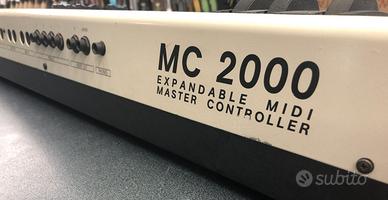 MC 2000
EXPANDABLE MIDI
MASTER CONTROLLER
subito